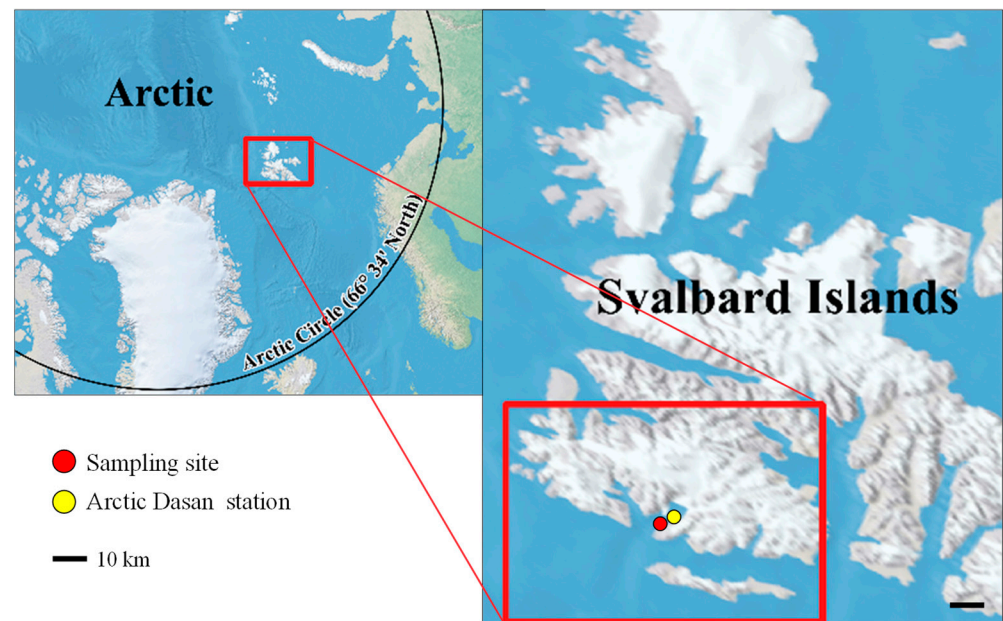 Arctic
Arctic Circle (66° 34' North)
Svalbard Islands
Sampling site
Arctic Dasan station
10 km